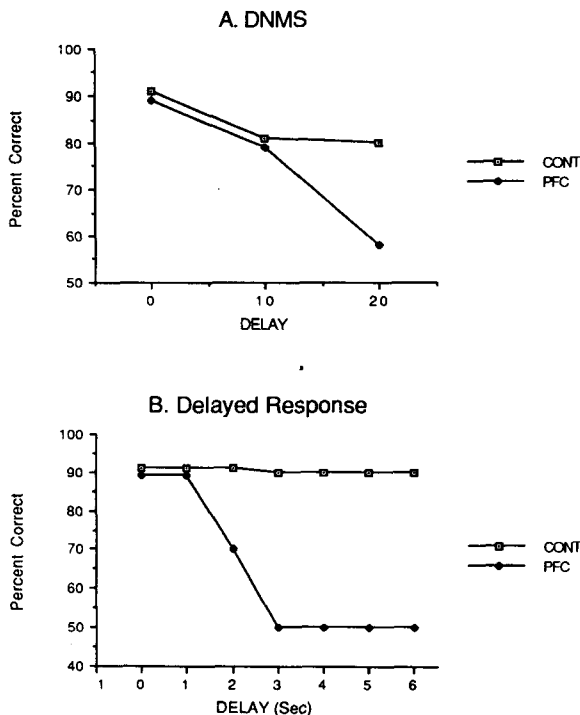 A. DNMS
100
90
80
70
60
50
Percent Correct
0 10 20
DELAY
CONT
PFC
B. Delayed Response
100
90
80
70
60
50
40
Percent Correct
1 0 1 2 3 4 5 6
DELAY (Sec)
CONT
PFC